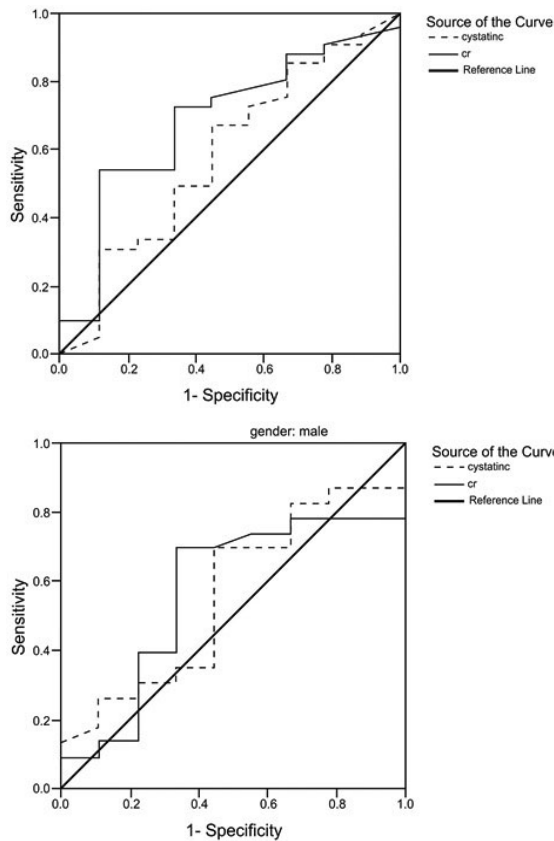 Source of the Curve
cystatinc
cr
Reference Line
1.0
0.8
0.6
0.4
0.2
0.0
Sensitivity
0.0 0.2 0.4 0.6 0.8 1.0
1- Specificity
gender: male
Source of the Curve
cystatinc
cr
Reference Line
1.0
0.8
0.6
0.4
0.2
0.0
Sensitivity
0.0 0.2 0.4 0.6 0.8 1.0
1- Specificity